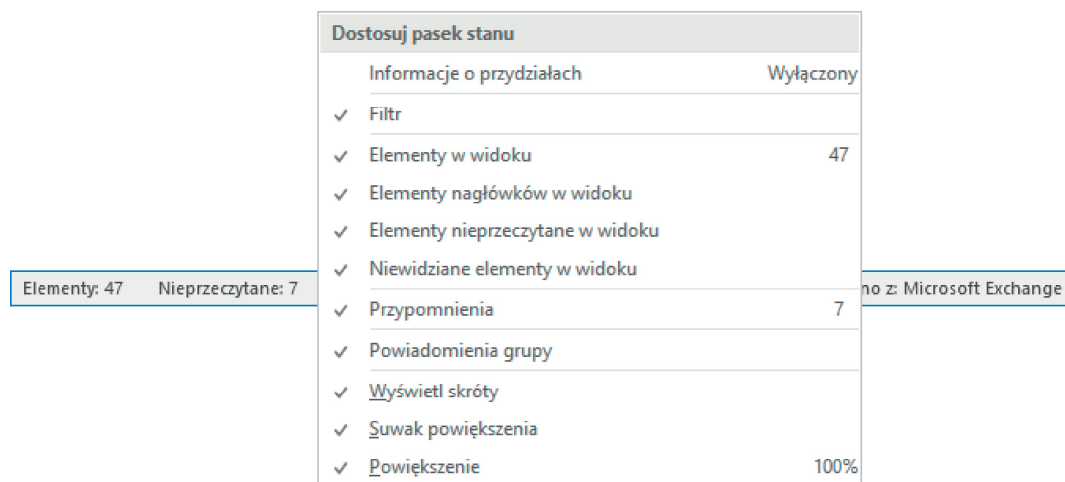 Dostosuj pasek stanu
Informacje o przydziałach Wyłączony
Filtr
Elementy w widoku 47
Elementy nagłówków w widoku
Elementy nieprzeczytane w widoku
Niewidziane elementy w widoku
Elementy: 47 Nieprzeczytane: 7 no z: Microsoft Exchange
Przypomnienia 7
Powiadomienia grupy
Wyświetl skróty
Suwak powiększenia
Powiększenie 100%